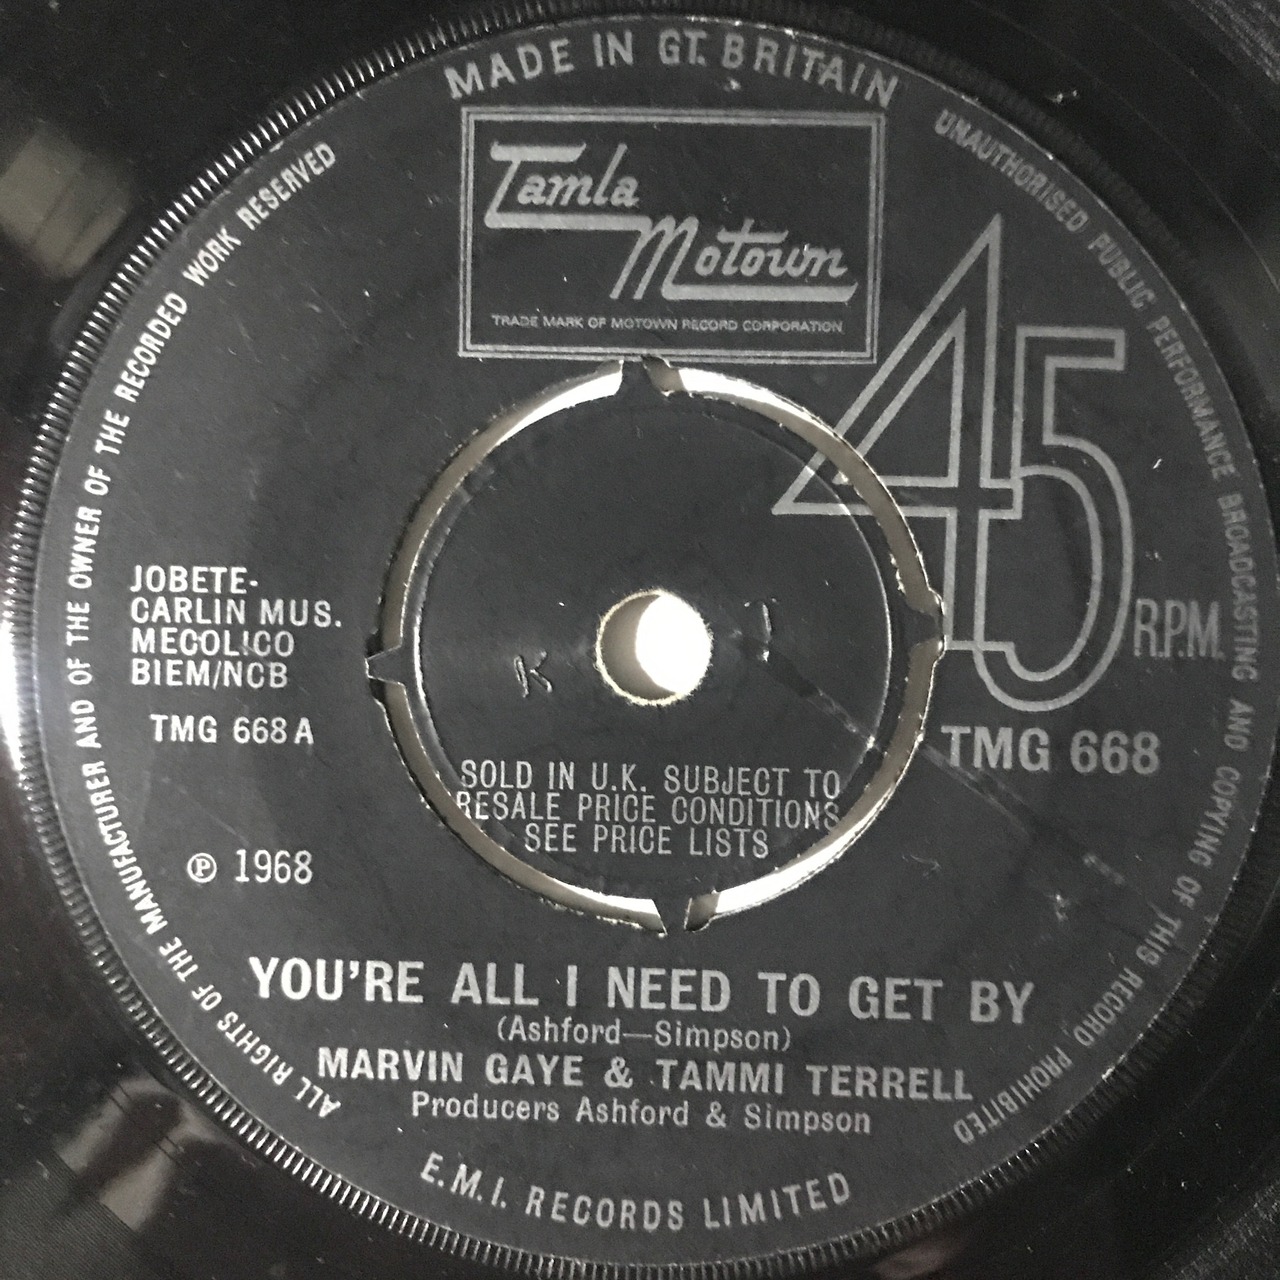 MADE IN GT. BRITAIN
Tamla
Motown
TRADE MARK OF MOTOWN RECORD CORPORATION
45
R.P.M.
TMG 668
JOBETE-
CARLIN MUS.
MECOLICO
BIEM/NCB
TMG 668 A
℗ 1968
K T
SOLD IN U.K. SUBJECT TO
RESALE PRICE CONDITIONS
SEE PRICE LISTS
YOU'RE ALL I NEED TO GET BY
(Ashford—Simpson)
MARVIN GAYE & TAMMI TERRELL
Producers Ashford & Simpson
E.M.I. RECORDS LIMITED
ALL RIGHTS OF THE MANUFACTURER AND OF THE OWNER OF THE RECORDED WORK RESERVED
UNAUTHORISED PUBLIC PERFORMANCE BROADCASTING AND COPYING OF THIS RECORD PROHIBITED